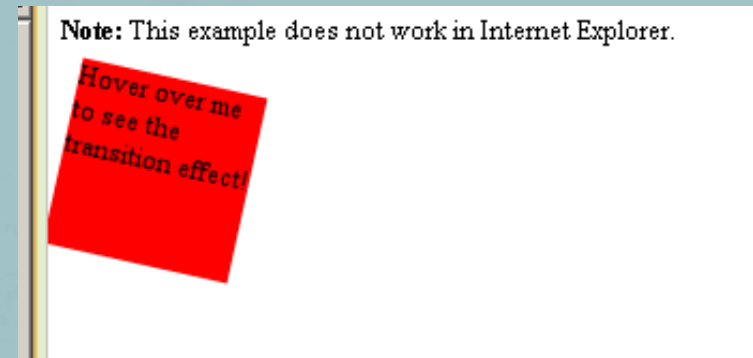 Note: This example does not work in Internet Explorer.
Hover over me
to see the
transition effect!